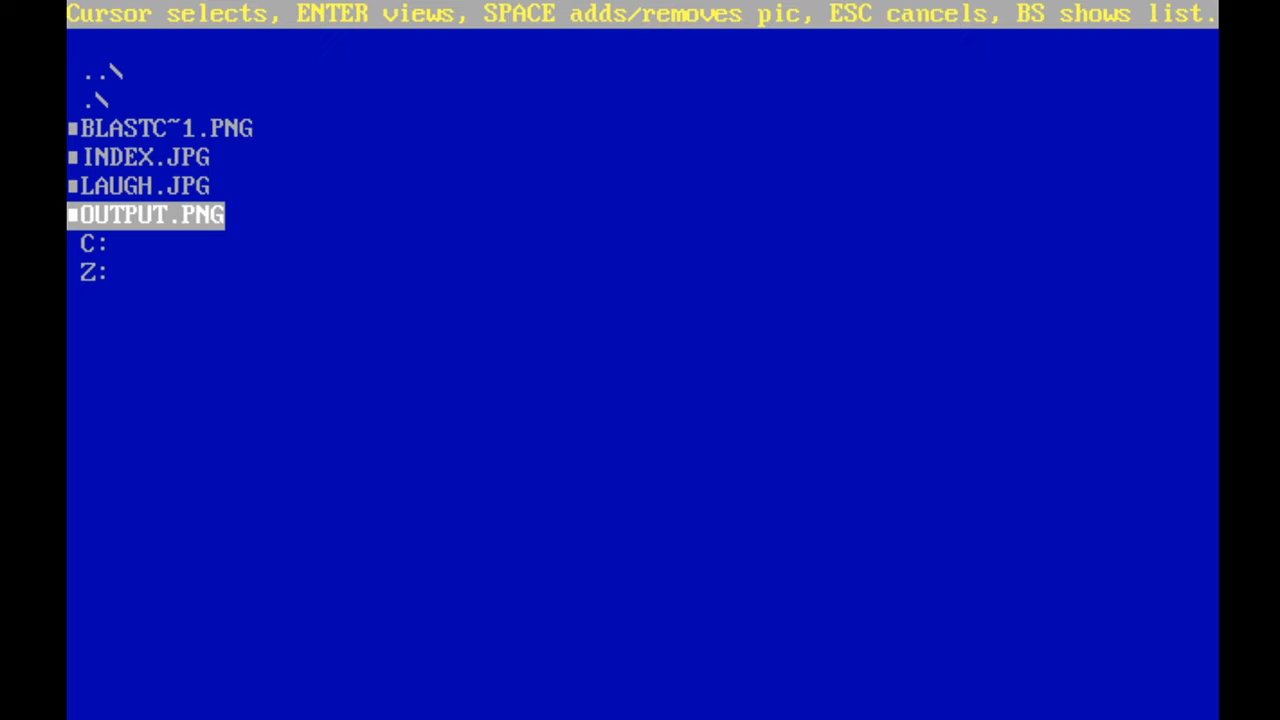 Cursor selects, ENTER views, SPACE adds/removes pic, ESC cancels, BS shows list.
..\
.\
■BLASTC~1.PNG
■INDEX.JPG
■LAUGH.JPG
■OUTPUT.PNG
C:
Z: